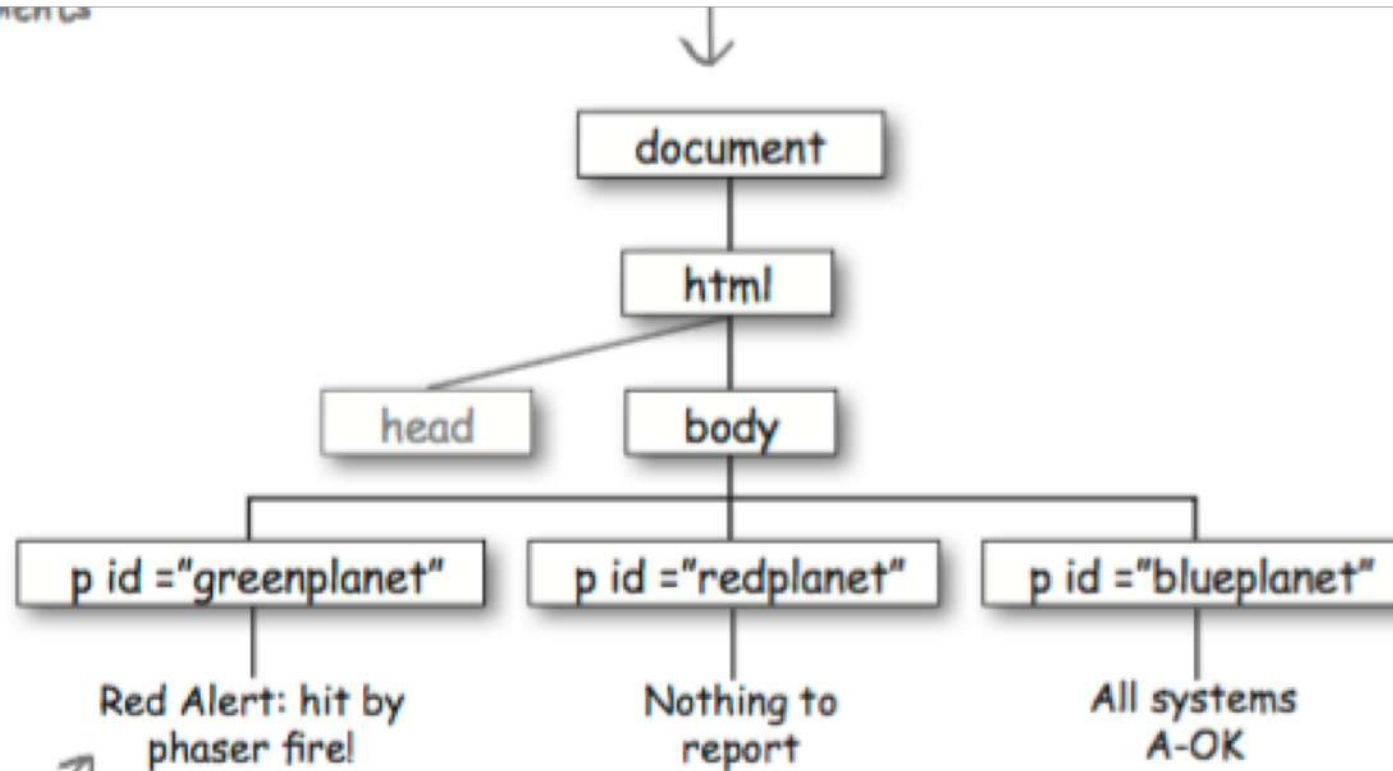 document
html
head
body
p id ="greenplanet"
p id ="redplanet"
p id ="blueplanet"
Red Alert: hit by
phaser fire!
Nothing to
report
All systems
A-OK